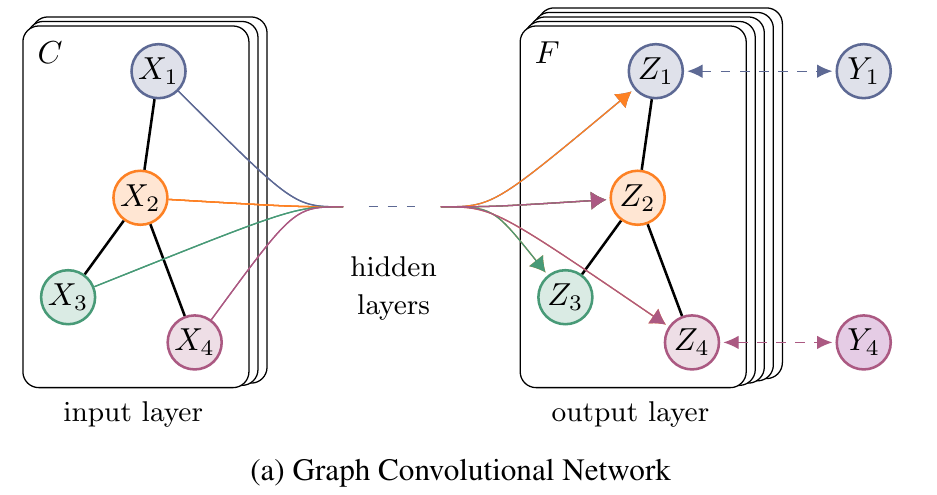 C
F
X1
Z1
Y1
X2
Z2
hidden
layers
X3
Z3
X4
Z4
Y4
input layer
output layer
(a) Graph Convolutional Network